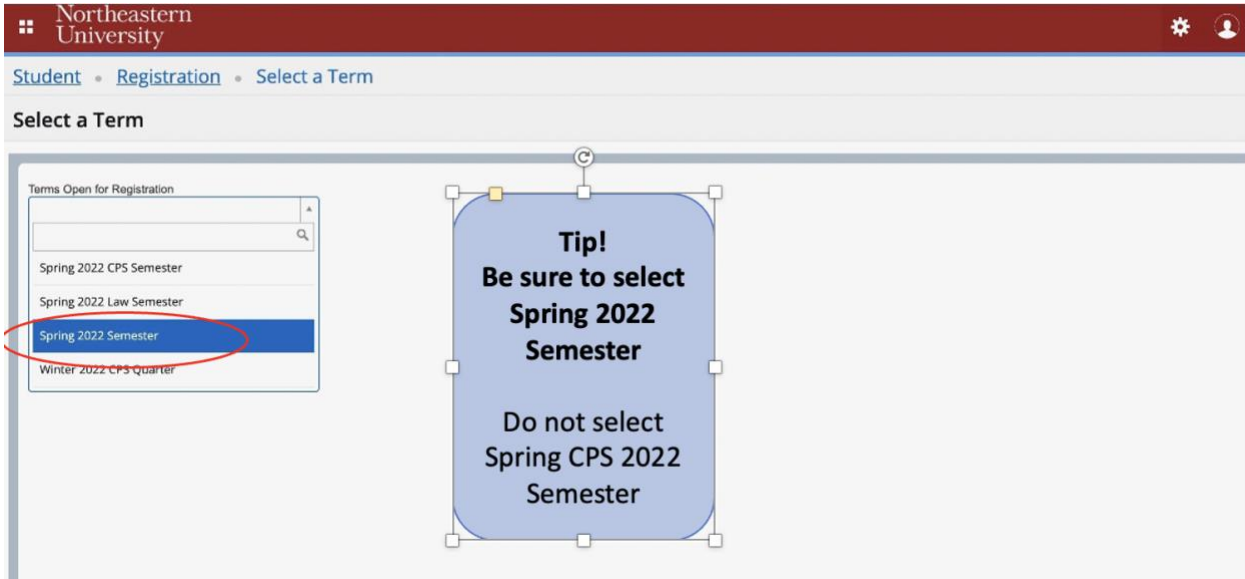 Northeastern
University
Student • Registration • Select a Term
Select a Term
Terms Open for Registration
Spring 2022 CPS Semester
Spring 2022 Law Semester
Spring 2022 Semester
Winter 2022 CPS Quarter
Tip!
Be sure to select
Spring 2022
Semester
Do not select
Spring CPS 2022
Semester